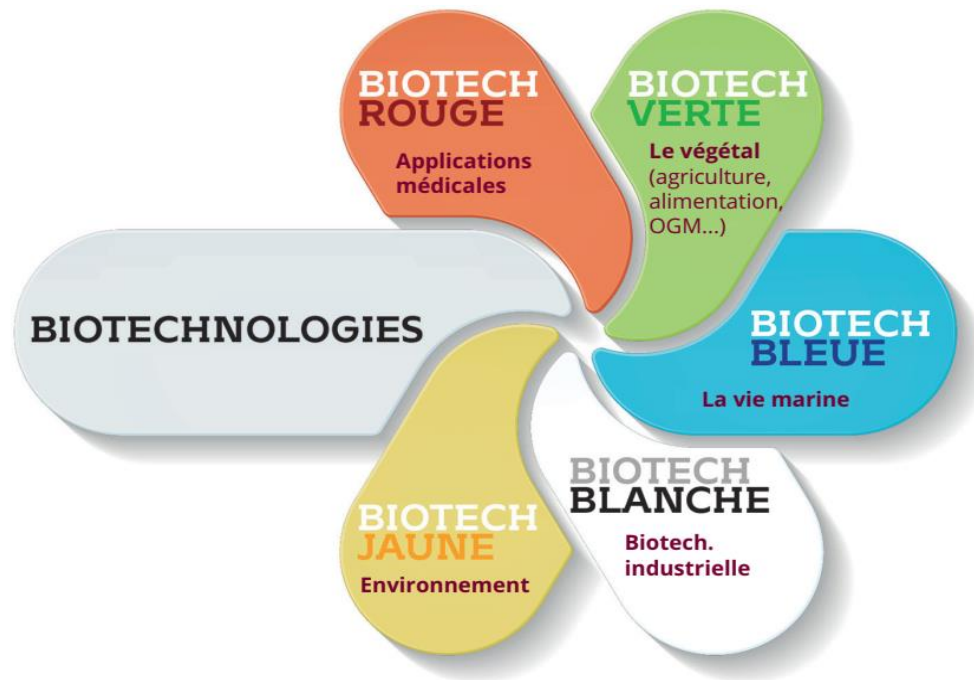 BIOTECH
ROUGE
Applications
médicales
BIOTECH
VERTE
Le végétal
(agriculture,
alimentation,
OGM...)
BIOTECHNOLOGIES
BIOTECH
BLEUE
La vie marine
BIOTECH
BLANCHE
Biotech.
industrielle
BIOTECH
JAUNE
Environnement